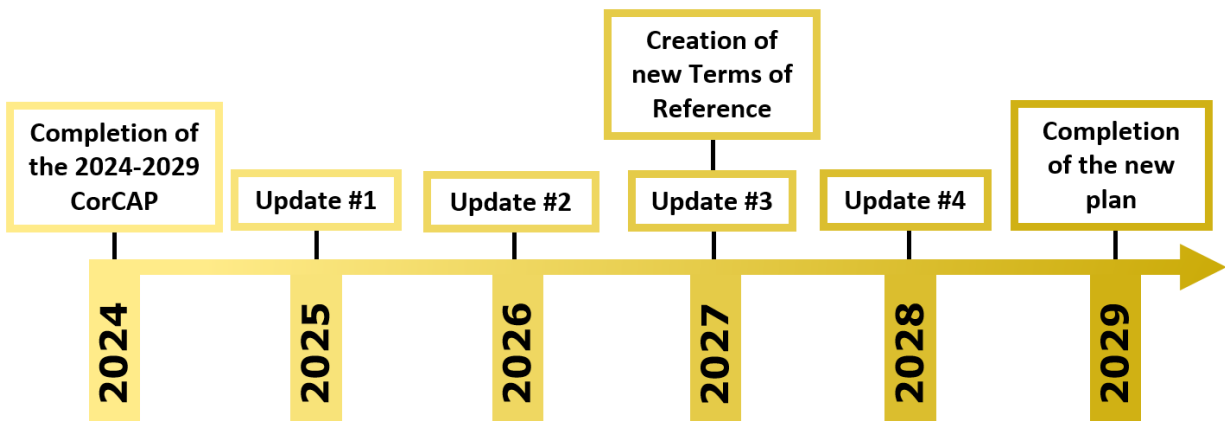 Creation of
new Terms of
Reference
Completion of
the 2024-2029
CorCAP
Update #1
Update #2
Update #3
Update #4
Completion
of the new
plan
2024
2025
2026
2027
2028
2029